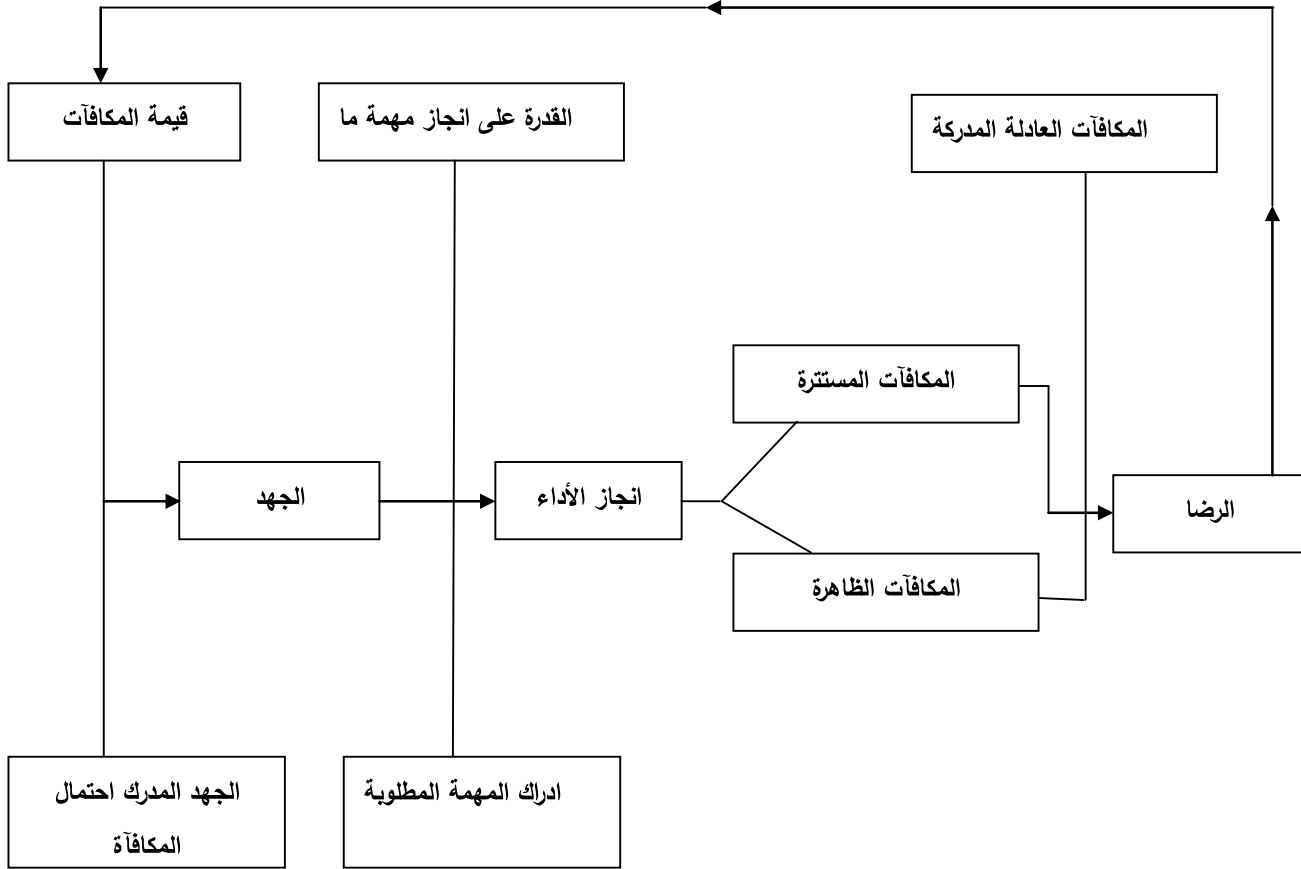 قيمة المكافآت
القدرة على انجاز مهمة ما
المكافآت العادلة المدركة
المكافآت المستترة
الجهد
انجاز الأداء
الرضا
المكافآت الظاهرة
الجهد المدرك احتمال
المكافآة
ادراك المهمة المطلوبة